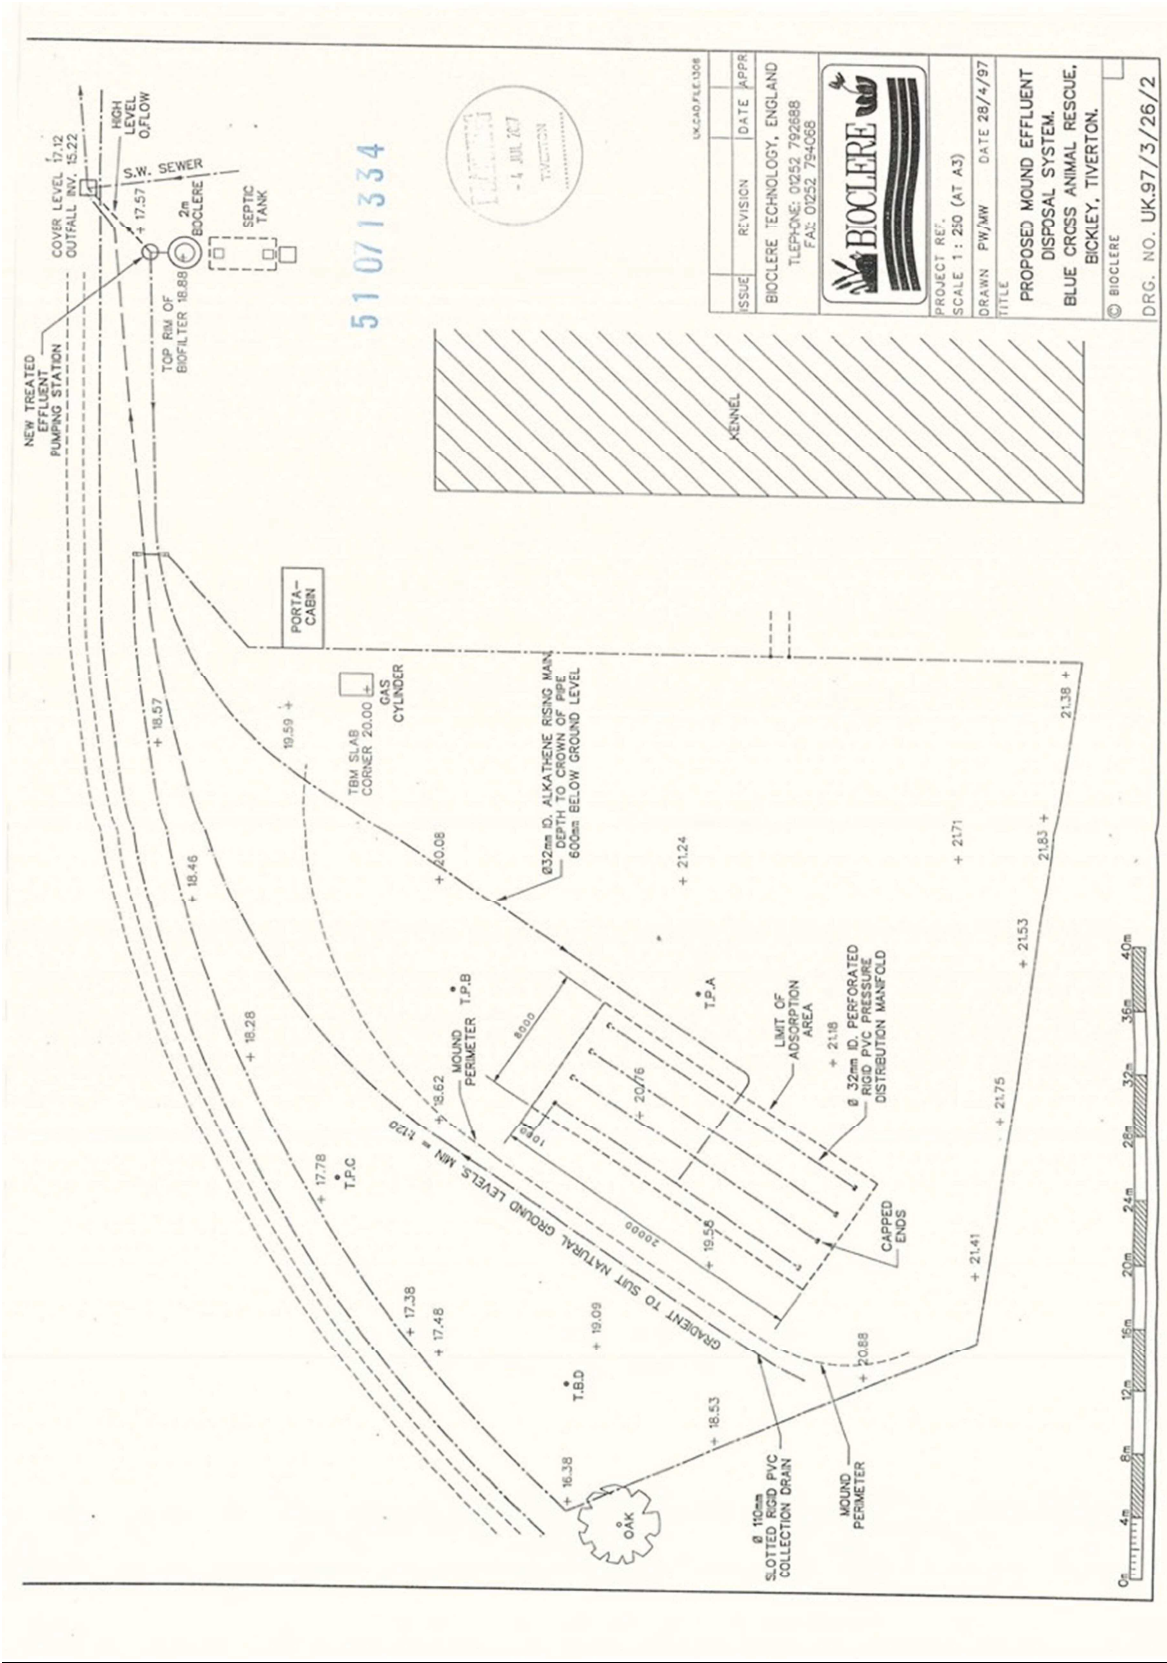 NEW TREATED
EFFLUENT
PUMPING STATION
COVER LEVEL 17.12
OUTFALL INV. 15.22
HIGH
LEVEL
O.FLOW
S.W. SEWER
+ 17.57
2m
BOCLERE
SEPTIC
TANK
TOP RIM OF
BIOFILTER 18.88
51 071334
- 4 JUL
TIVERTON
KENNEL
PORTA-
CABIN
TBM SLAB
CORNER 20.00 +
GAS
CYLINDER
19.59 +
+ 18.57
+ 18.46
+ 18.28
+ 17.78
T.P.C
+ 17.38
+ 17.48
+ 16.38
OAK
+ 18.53
T.B.D
+ 19.09
+ 18.62
MOUND
PERIMETER
T.P.B
+ 20.08
Ø32mm ID. ALKATHENE RISING MAIN,
DEPTH TO CROWN OF PIPE
600mm BELOW GROUND LEVEL
+ 21.24
T.P.A
8000
1000
20000
+ 20.76
+ 19.58
GRADIENT TO SUIT NATURAL GROUND LEVELS, MIN = 1:120
LIMIT OF
ADSORPTION
AREA
+ 21.18
Ø 32mm ID. PERFORATED
RIGID PVC PRESSURE
DISTRIBUTION MANIFOLD
CAPPED
ENDS
+ 20.88
Ø 110mm
SLOTTED RIGID PVC
COLLECTION DRAIN
MOUND
PERIMETER
+ 21.41
+ 21.75
+ 21.53
21.83 +
+ 21.71
21.38 +
0m 4m 8m 12m 16m 20m 24m 28m 32m 36m 40m
UK.CAD.FILE.1306
ISSUE REVISION DATE APPR
BIOCLERE TECHNOLOGY, ENGLAND
TLEPHONE: 01252 792688
FAX: 01252 794068
BIOCLERE
PROJECT REF.
SCALE 1 : 250 (AT A3)
DRAWN PW/MW DATE 28/4/97
TITLE
PROPOSED MOUND EFFLUENT
DISPOSAL SYSTEM.
BLUE CROSS ANIMAL RESCUE,
BICKLEY, TIVERTON.
© BIOCLERE
DRG. NO. UK.97/3/26/2